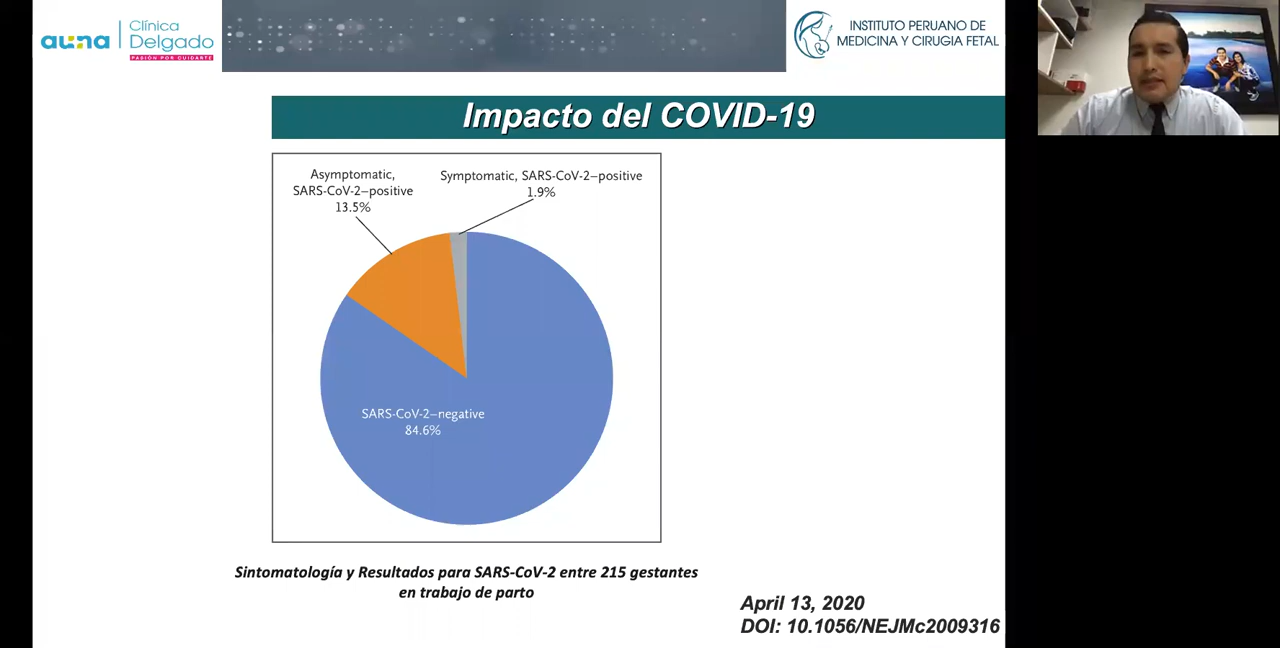 auna
Clínica
Delgado
PASIÓN POR CUIDARTE
INSTITUTO PERUANO DE
MEDICINA Y CIRUGIA FETAL
Impacto del COVID-19
Asymptomatic,
SARS-CoV-2–positive
13.5%
Symptomatic, SARS-CoV-2–positive
1.9%
SARS-CoV-2–negative
84.6%
Sintomatología y Resultados para SARS-CoV-2 entre 215 gestantes
en trabajo de parto
April 13, 2020
DOI: 10.1056/NEJMc2009316